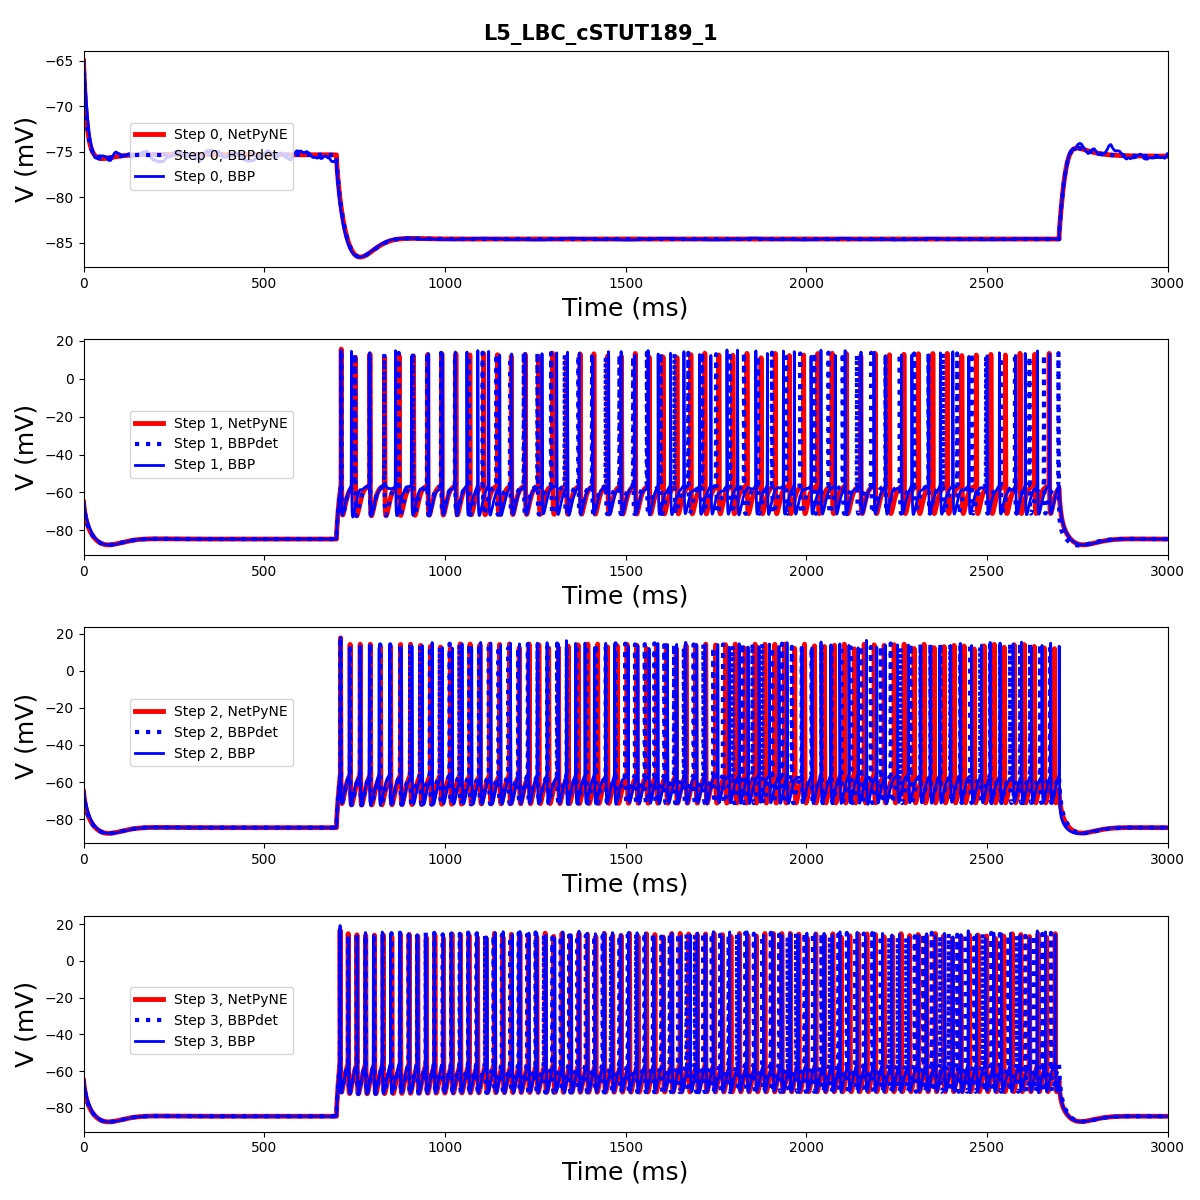 L5_LBC_cSTUT189_1
−65
−70
−75
−80
−85
V (mV)
Step 0, NetPyNE
Step 0, BBPdet
Step 0, BBP
0 500 1000 1500 2000 2500 3000
Time (ms)
20
0
−20
−40
−60
−80
V (mV)
Step 1, NetPyNE
Step 1, BBPdet
Step 1, BBP
0 500 1000 1500 2000 2500 3000
Time (ms)
20
0
−20
−40
−60
−80
V (mV)
Step 2, NetPyNE
Step 2, BBPdet
Step 2, BBP
0 500 1000 1500 2000 2500 3000
Time (ms)
20
0
−20
−40
−60
−80
V (mV)
Step 3, NetPyNE
Step 3, BBPdet
Step 3, BBP
0 500 1000 1500 2000 2500 3000
Time (ms)